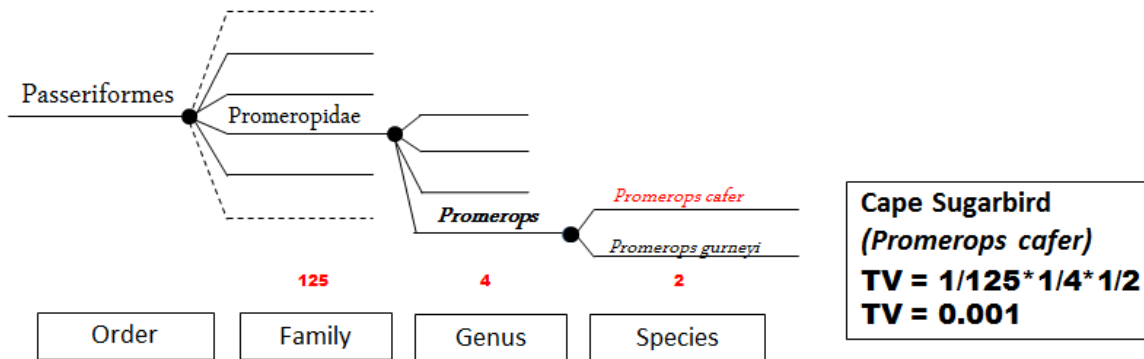 Passeriformes
Promeropidae
Promerops
Promerops cafer
Promerops gurneyi
125
4
2
Order
Family
Genus
Species
Cape Sugarbird
(Promerops cafer)
TV = 1/125*1/4*1/2
TV = 0.001